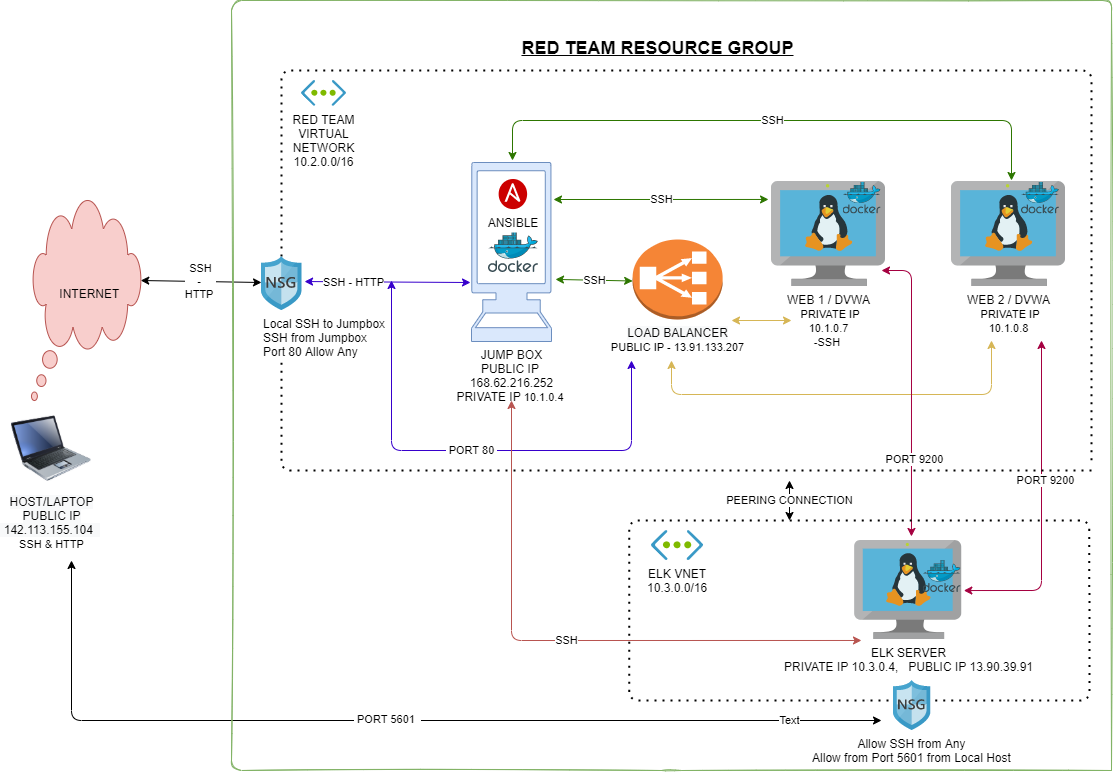 RED TEAM RESOURCE GROUP
RED TEAM
VIRTUAL
NETWORK
10.2.0.0/16
SSH
ANSIBLE
docker
SSH
docker
docker
INTERNET
SSH
-
HTTP
NSG
SSH - HTTP
SSH
Local SSH to Jumpbox
SSH from Jumpbox
Port 80 Allow Any
LOAD BALANCER
PUBLIC IP - 13.91.133.207
WEB 1 / DVWA
PRIVATE IP
10.1.0.7
-SSH
WEB 2 / DVWA
PRIVATE IP
10.1.0.8
JUMP BOX
PUBLIC IP
168.62.216.252
PRIVATE IP 10.1.0.4
PORT 80
PORT 9200
PORT 9200
HOST/LAPTOP
PUBLIC IP
142.113.155.104
SSH & HTTP
PEERING CONNECTION
ELK VNET
10.3.0.0/16
docker
SSH
ELK SERVER
PRIVATE IP 10.3.0.4, PUBLIC IP 13.90.39.91
NSG
PORT 5601
Text
Allow SSH from Any
Allow from Port 5601 from Local Host